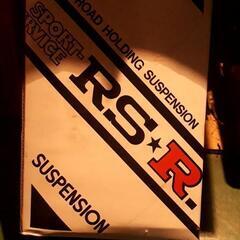 SPORT-
SERVICE
ROAD HOLDING SUSPENSION
RS★R.
SUSPENSION